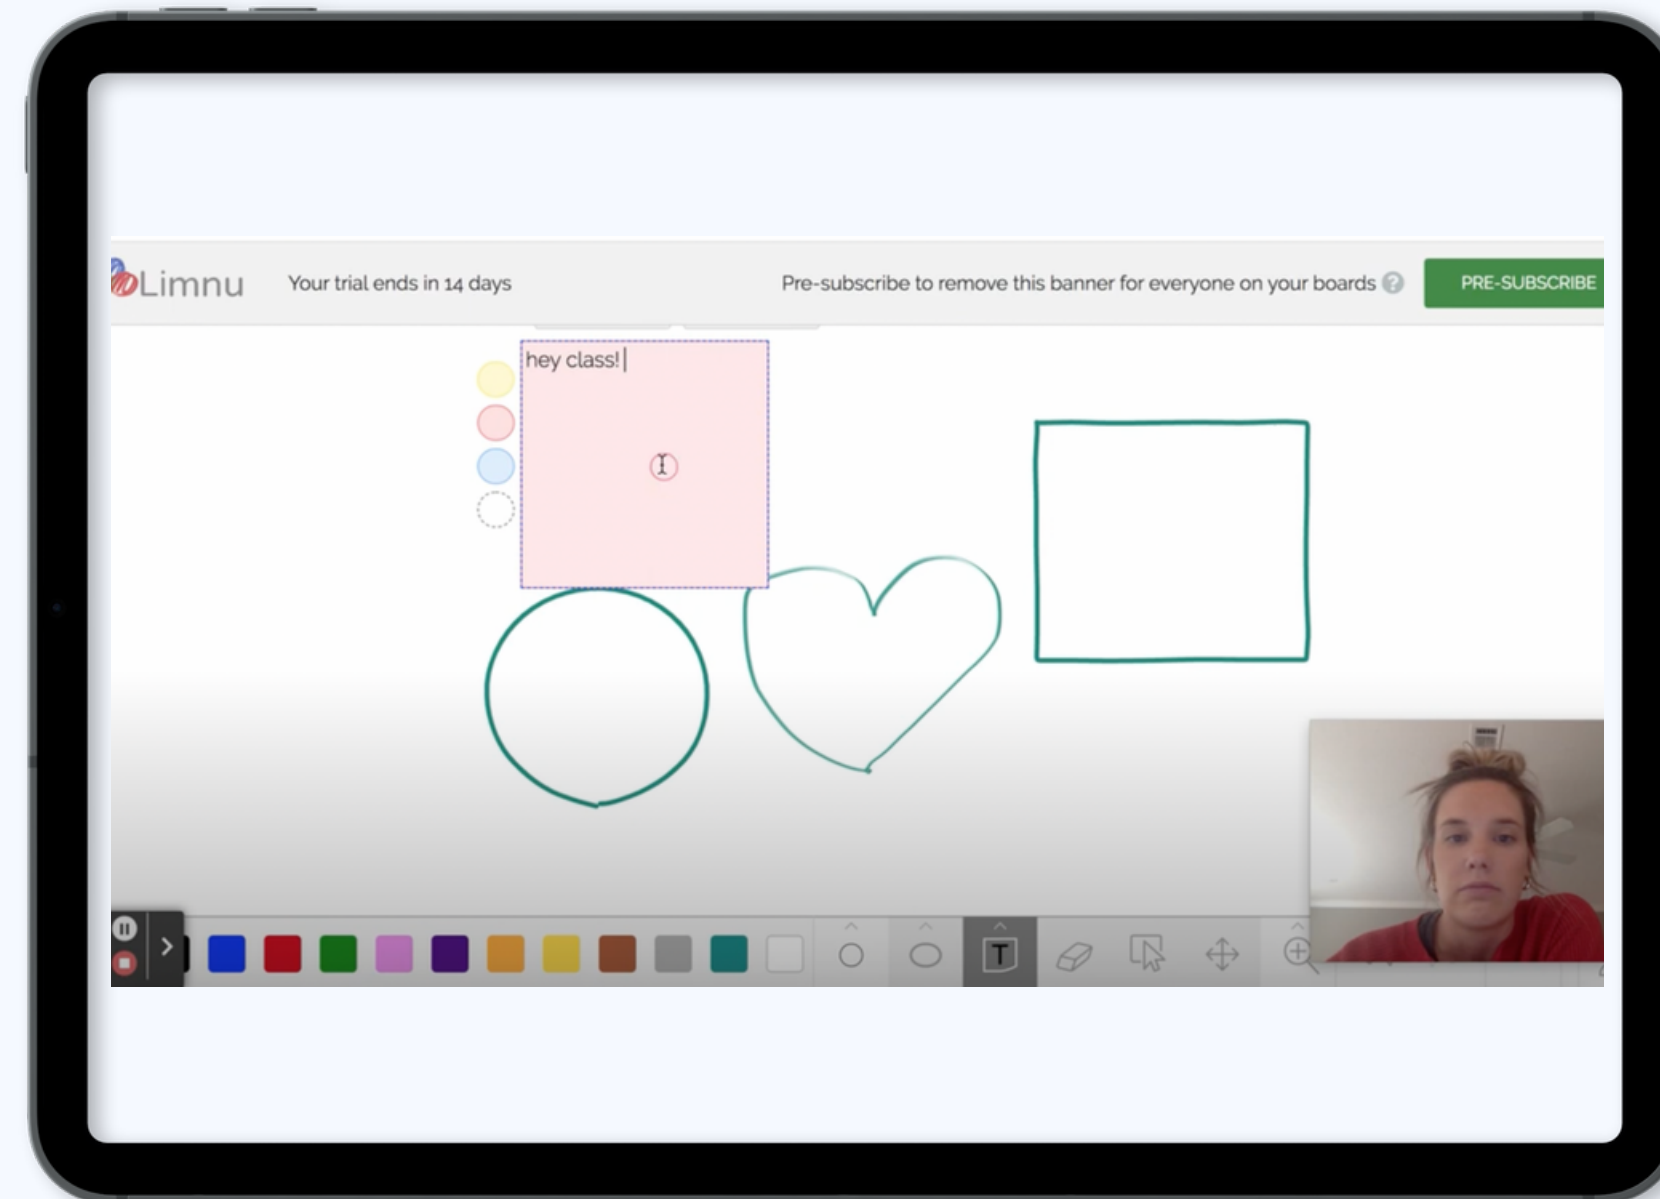 Limnu
Your trial ends in 14 days
Pre-subscribe to remove this banner for everyone on your boards ?
PRE-SUBSCRIBE
hey class!
T